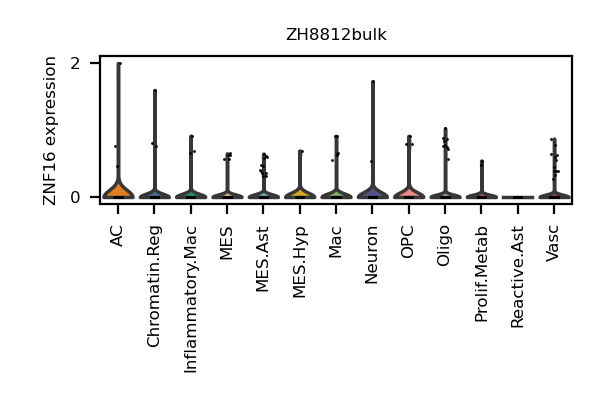 ZH8812bulk
ZNF16 expression
2
0
AC
Chromatin.Reg
Inflammatory.Mac
MES
MES.Ast
MES.Hyp
Mac
Neuron
OPC
Oligo
Prolif.Metab
Reactive.Ast
Vasc